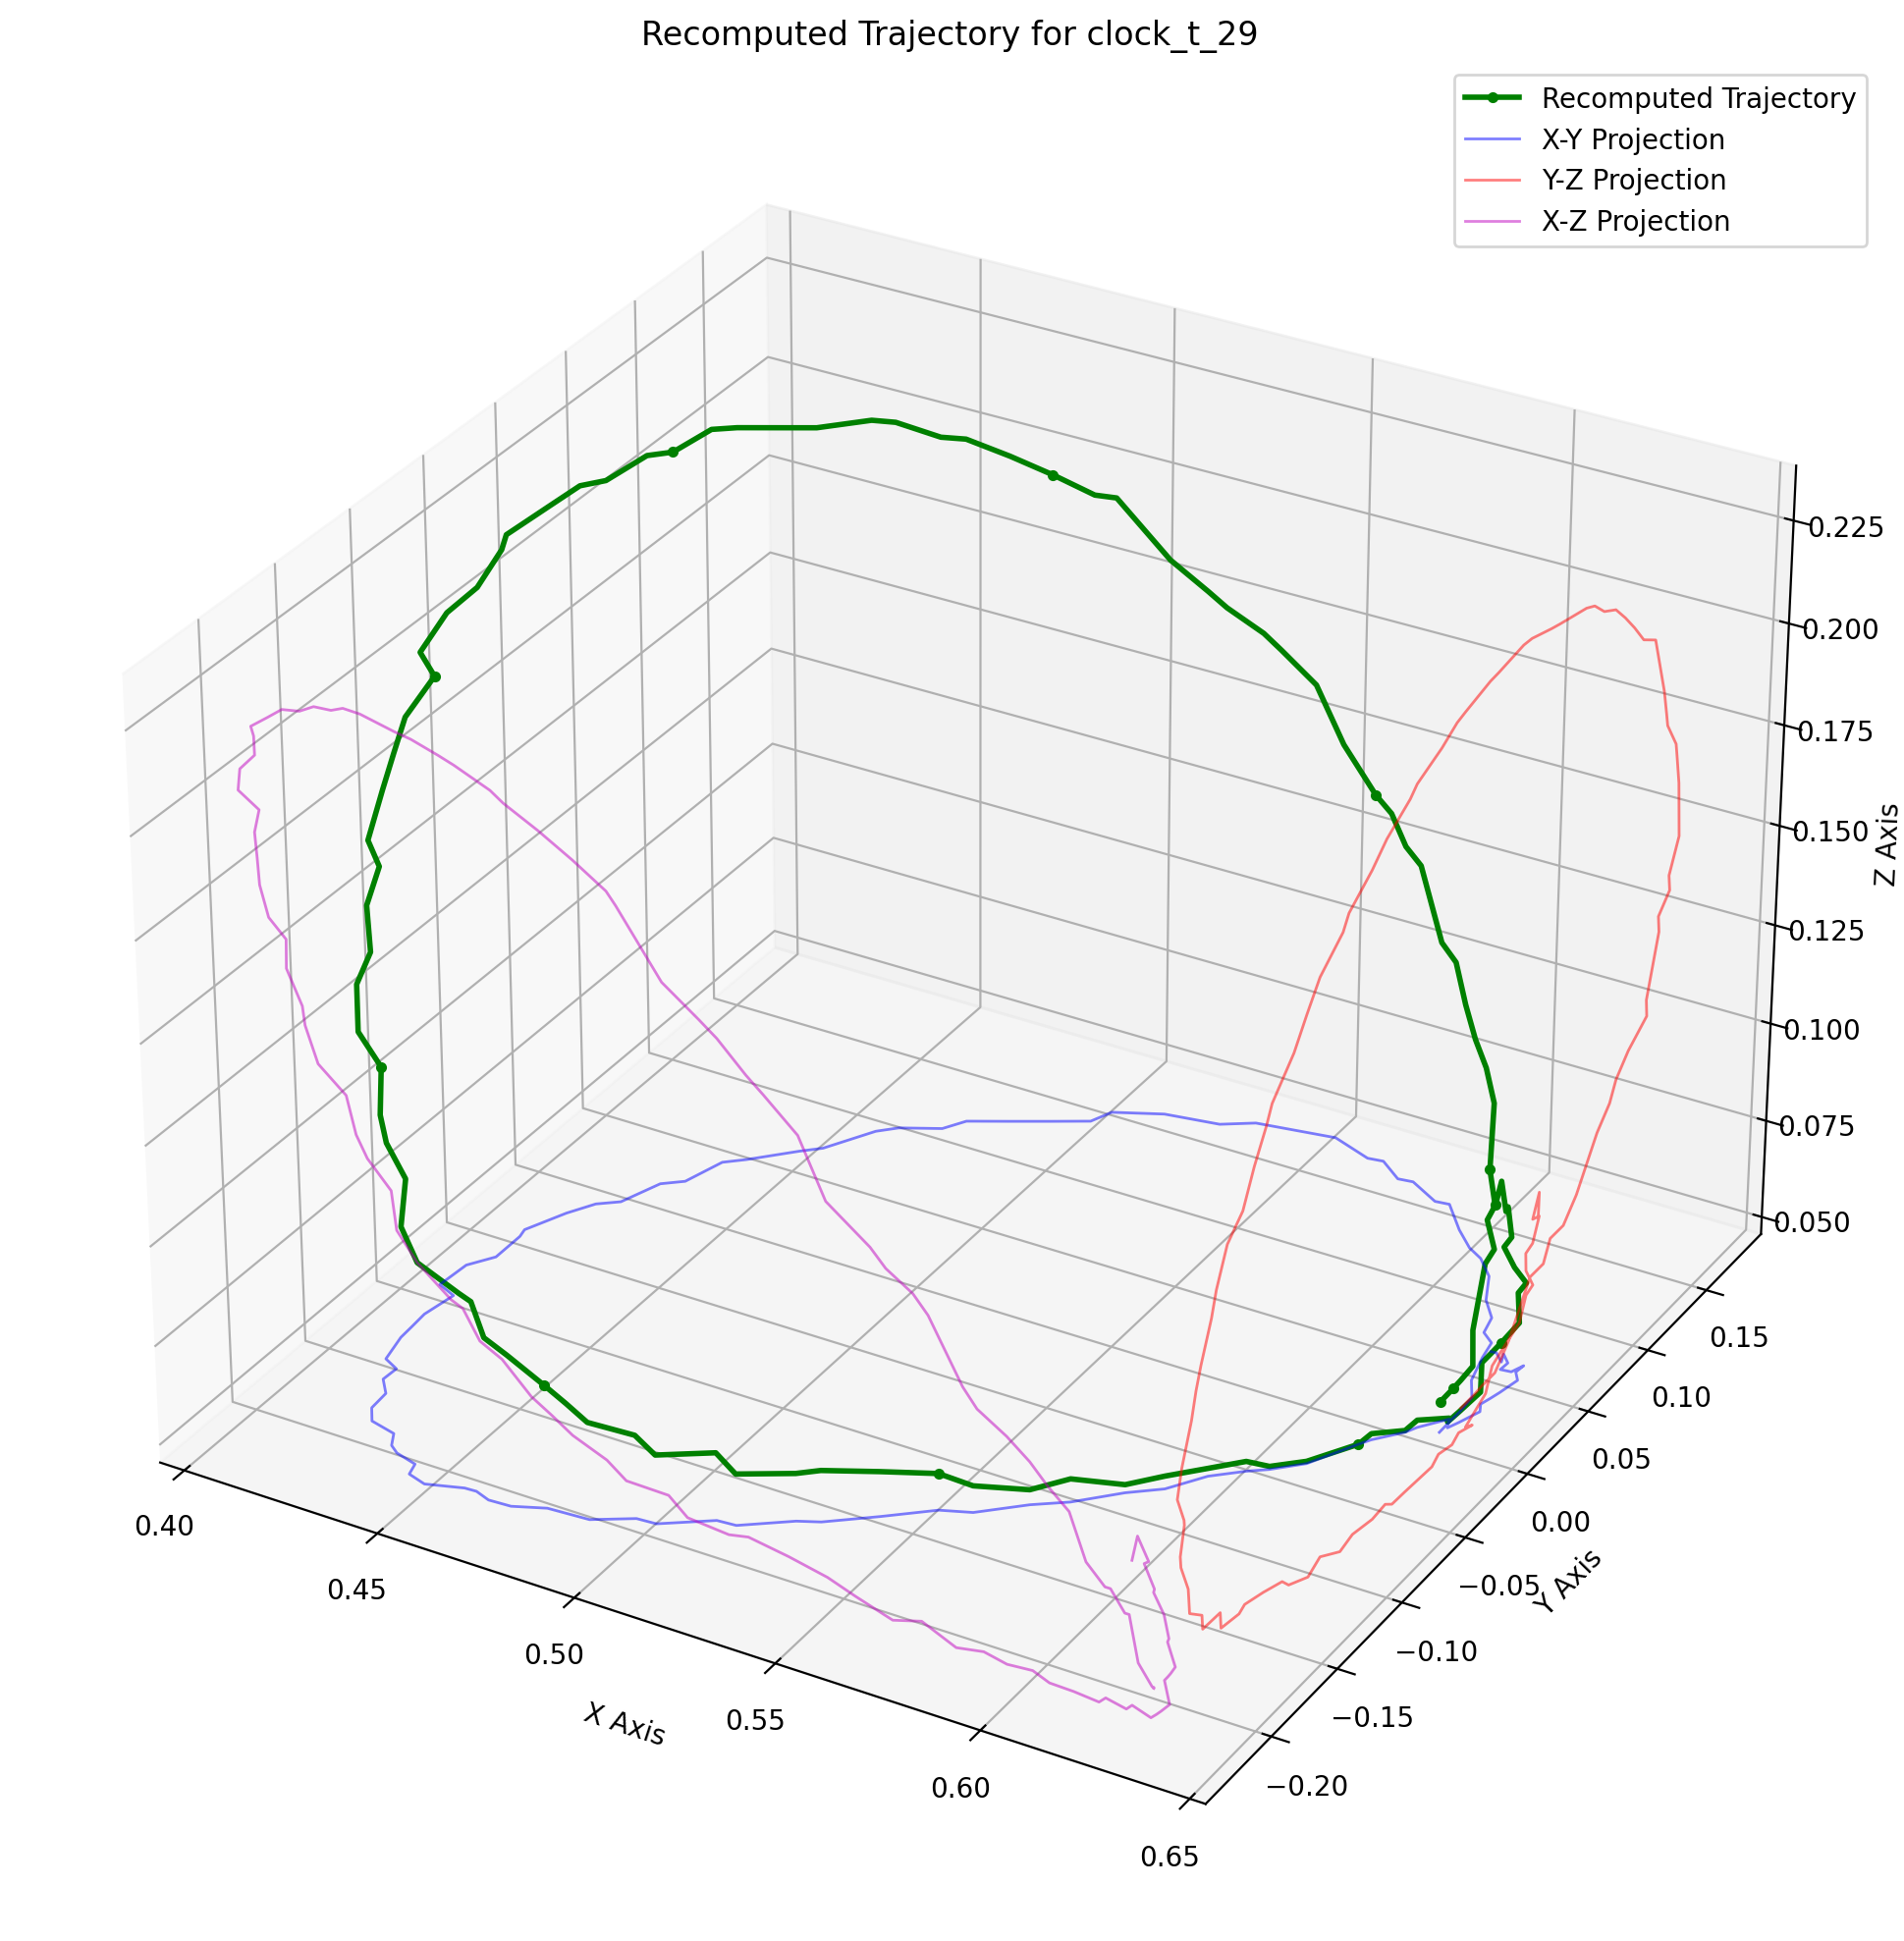 Recomputed Trajectory for clock_t_29
Recomputed Trajectory
X-Y Projection
Y-Z Projection
X-Z Projection
0.225
0.200
0.175
0.150
0.125
0.100
0.075
0.050
Z Axis
0.15
0.10
0.05
0.00
−0.05
−0.10
−0.15
−0.20
Y Axis
0.40
0.45
0.50
0.55
0.60
0.65
X Axis